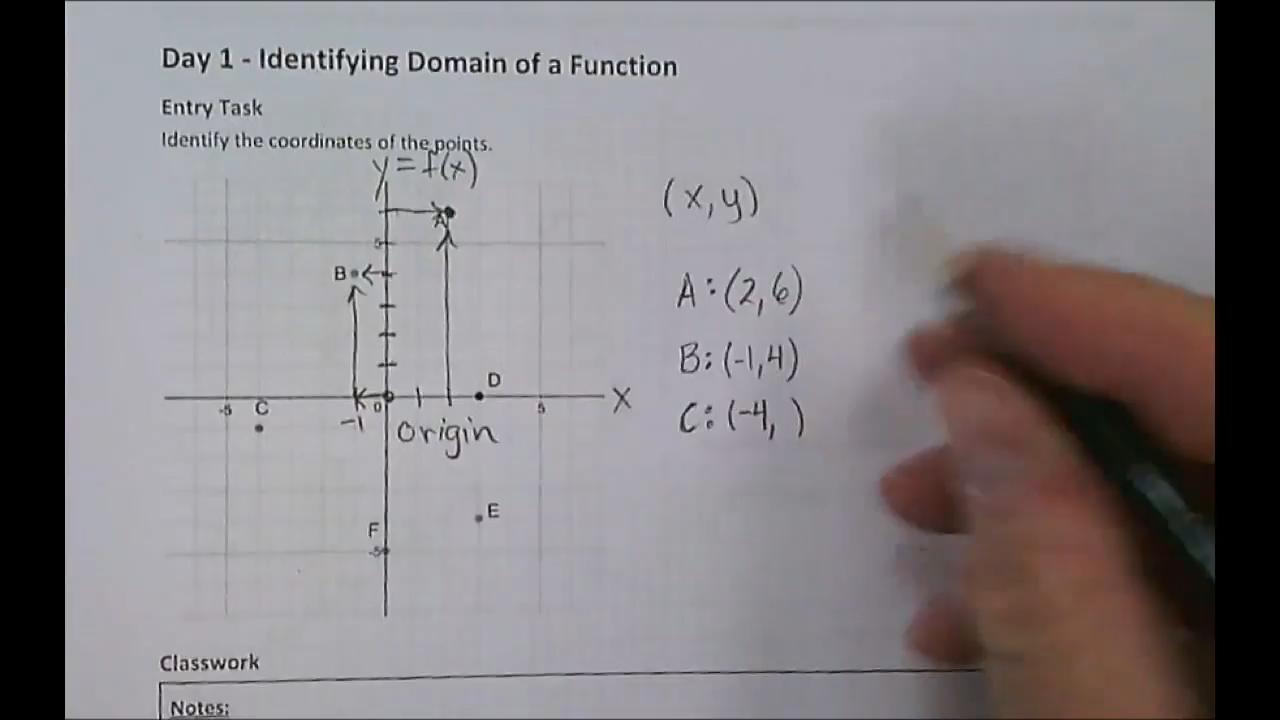 Day 1 - Identifying Domain of a Function
Entry Task
Identify the coordinates of the points.
y = f(x)
(x, y)
A
5
B
A: (2, 6)
B: (-1, 4)
D
-5
C
0
5
X
-1
origin
C: (-4, )
E
F
-5
Classwork
Notes: